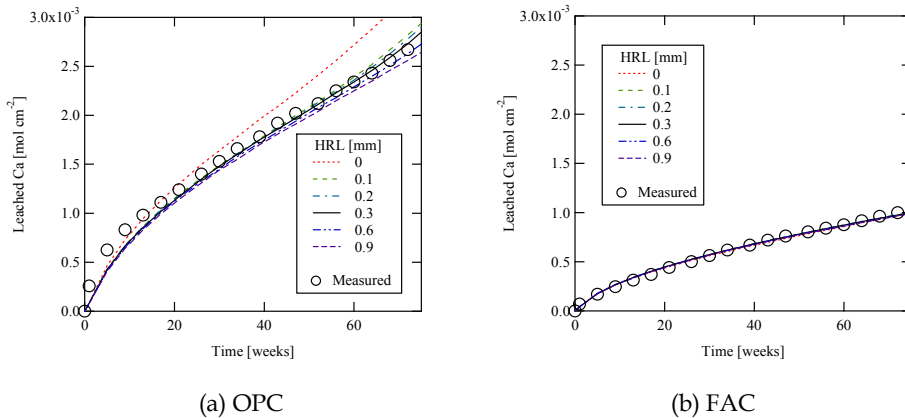 3.0x10⁻³
2.5
2.0
1.5
1.0
0.5
0.0
Leached Ca [mol cm⁻²]
HRL [mm]
0
0.1
0.2
0.3
0.6
0.9
Measured
0 20 40 60
Time [weeks]
(a) OPC
3.0x10⁻³
2.5
2.0
1.5
1.0
0.5
0.0
Leached Ca [mol cm⁻²]
HRL [mm]
0
0.1
0.2
0.3
0.6
0.9
Measured
0 20 40 60
Time [weeks]
(b) FAC